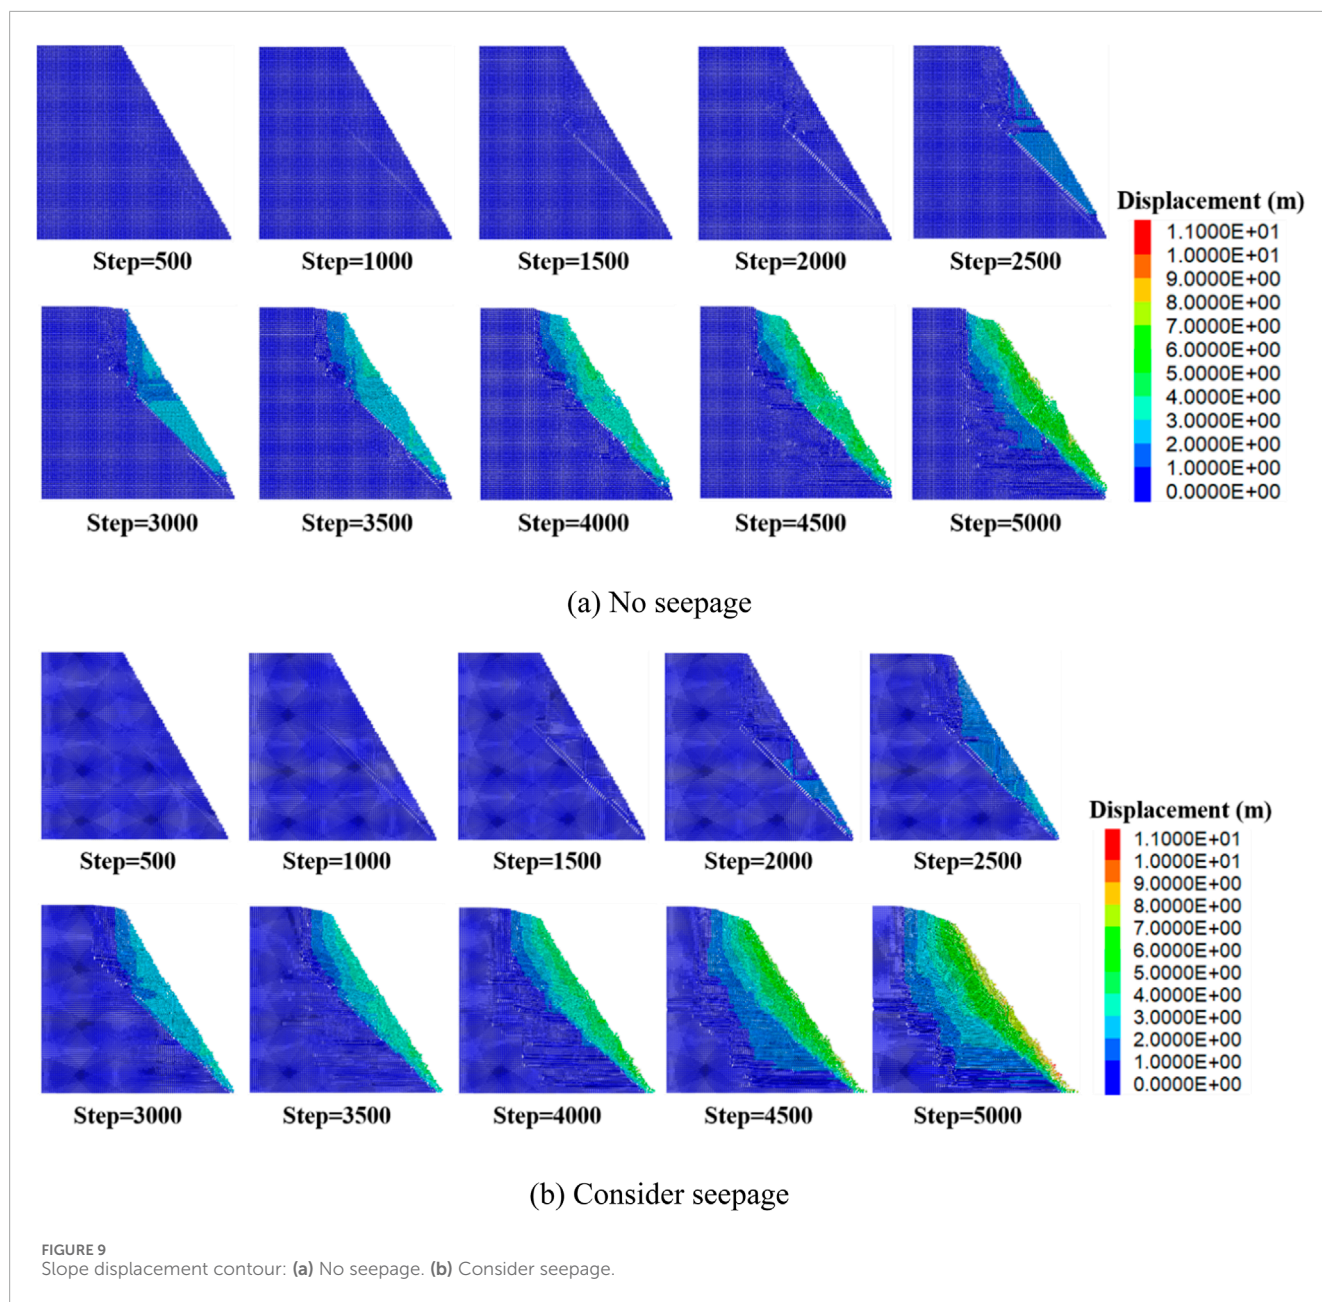 Step=500 Step=1000 Step=1500 Step=2000 Step=2500
Displacement (m)
1.1000E+01
1.0000E+01
9.0000E+00
8.0000E+00
7.0000E+00
6.0000E+00
5.0000E+00
4.0000E+00
3.0000E+00
2.0000E+00
1.0000E+00
0.0000E+00
Step=3000 Step=3500 Step=4000 Step=4500 Step=5000
(a) No seepage
Step=500 Step=1000 Step=1500 Step=2000 Step=2500
Displacement (m)
1.1000E+01
1.0000E+01
9.0000E+00
8.0000E+00
7.0000E+00
6.0000E+00
5.0000E+00
4.0000E+00
3.0000E+00
2.0000E+00
1.0000E+00
0.0000E+00
Step=3000 Step=3500 Step=4000 Step=4500 Step=5000
(b) Consider seepage
FIGURE 9
Slope displacement contour: (a) No seepage. (b) Consider seepage.